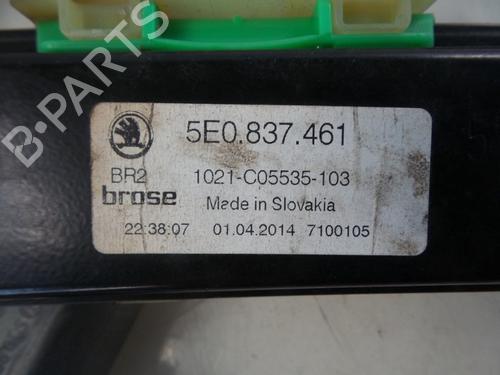 B-PARTS
5E0.837.461
BR2 1021-C05535-103
brose Made in Slovakia
22:38:07 01.04.2014 7100105